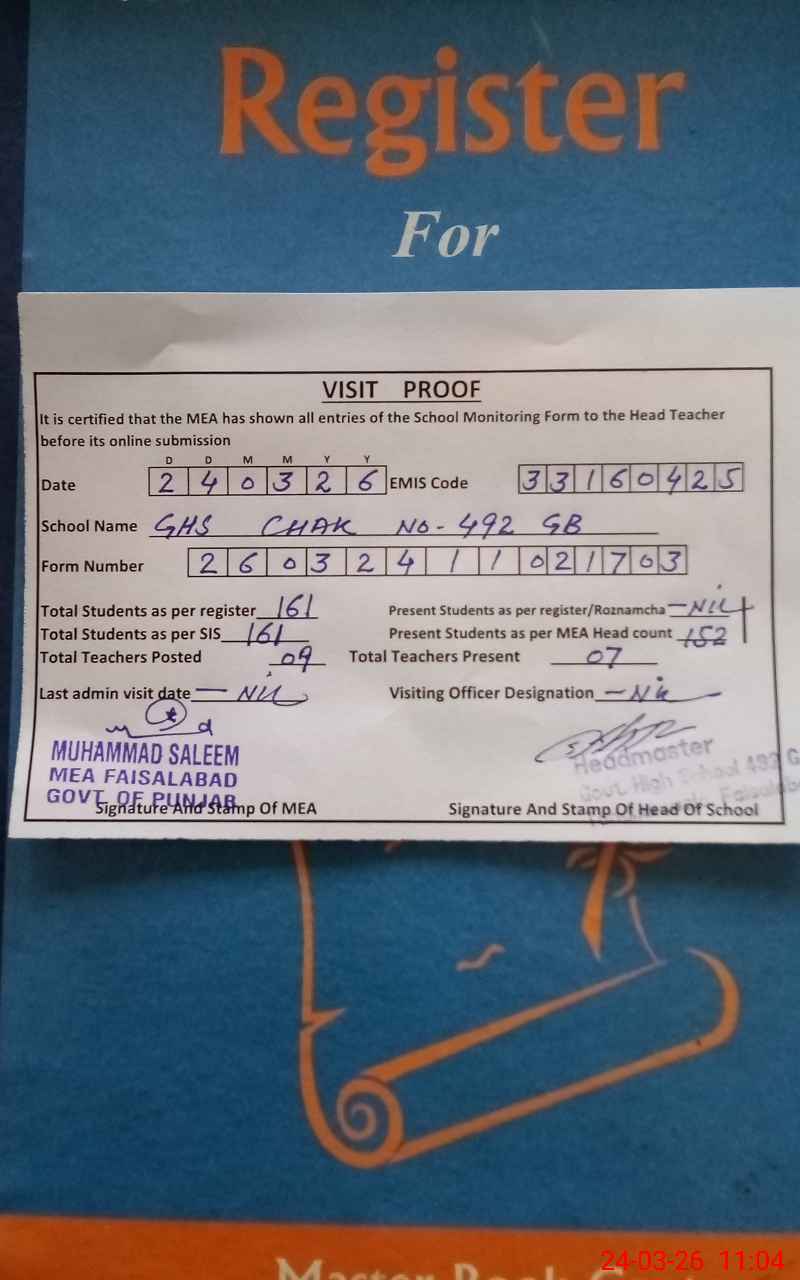 Register
For
VISIT PROOF
It is certified that the MEA has shown all entries of the School Monitoring Form to the Head Teacher
before its online submission
D D M M Y Y
Date 2 4 0 3 2 6 EMIS Code 3 3 1 6 0 4 2 5
School Name GHS CHAK NO-492 GB
Form Number 2 6 0 3 2 4 1 1 0 2 1 7 0 3
Total Students as per register 161 Present Students as per register/Roznamcha Nil
Total Students as per SIS 161 Present Students as per MEA Head count 152
Total Teachers Posted 09 Total Teachers Present 07
Last admin visit date Nil Visiting Officer Designation Nil
MUHAMMAD SALEEM
MEA FAISALABAD
GOVT OF PUNJAB
Headmaster
Govt. High School 492 G
Faisalab
Signature And Stamp Of MEA Signature And Stamp Of Head Of School
24-03-26 11:04